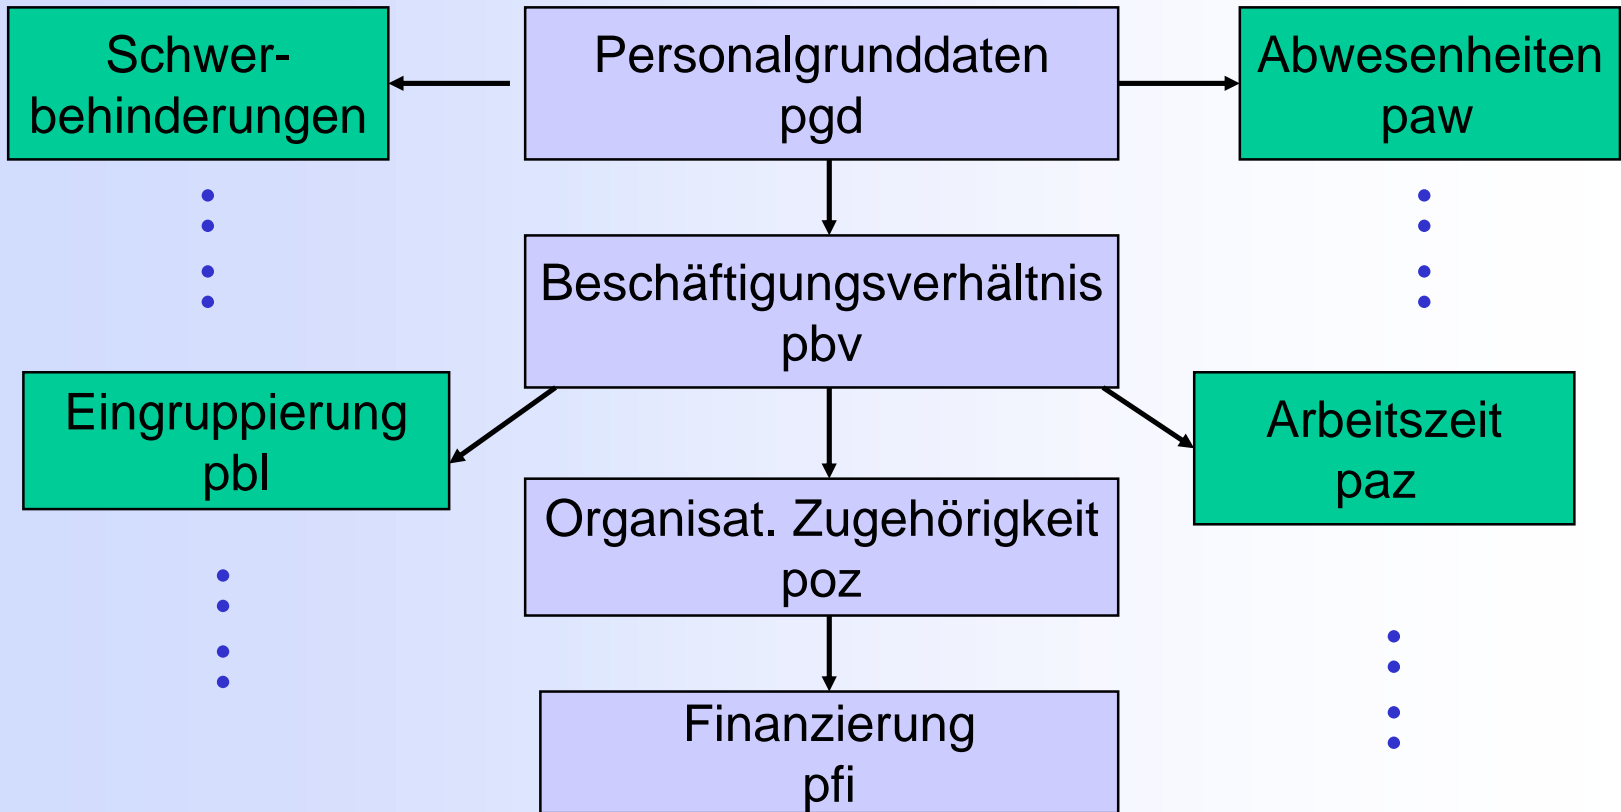 Schwer-
behinderungen
Personalgrunddaten
pgd
Abwesenheiten
paw
Beschäftigungsverhältnis
pbv
Eingruppierung
pbl
Arbeitszeit
paz
Organisat. Zugehörigkeit
poz
Finanzierung
pfi